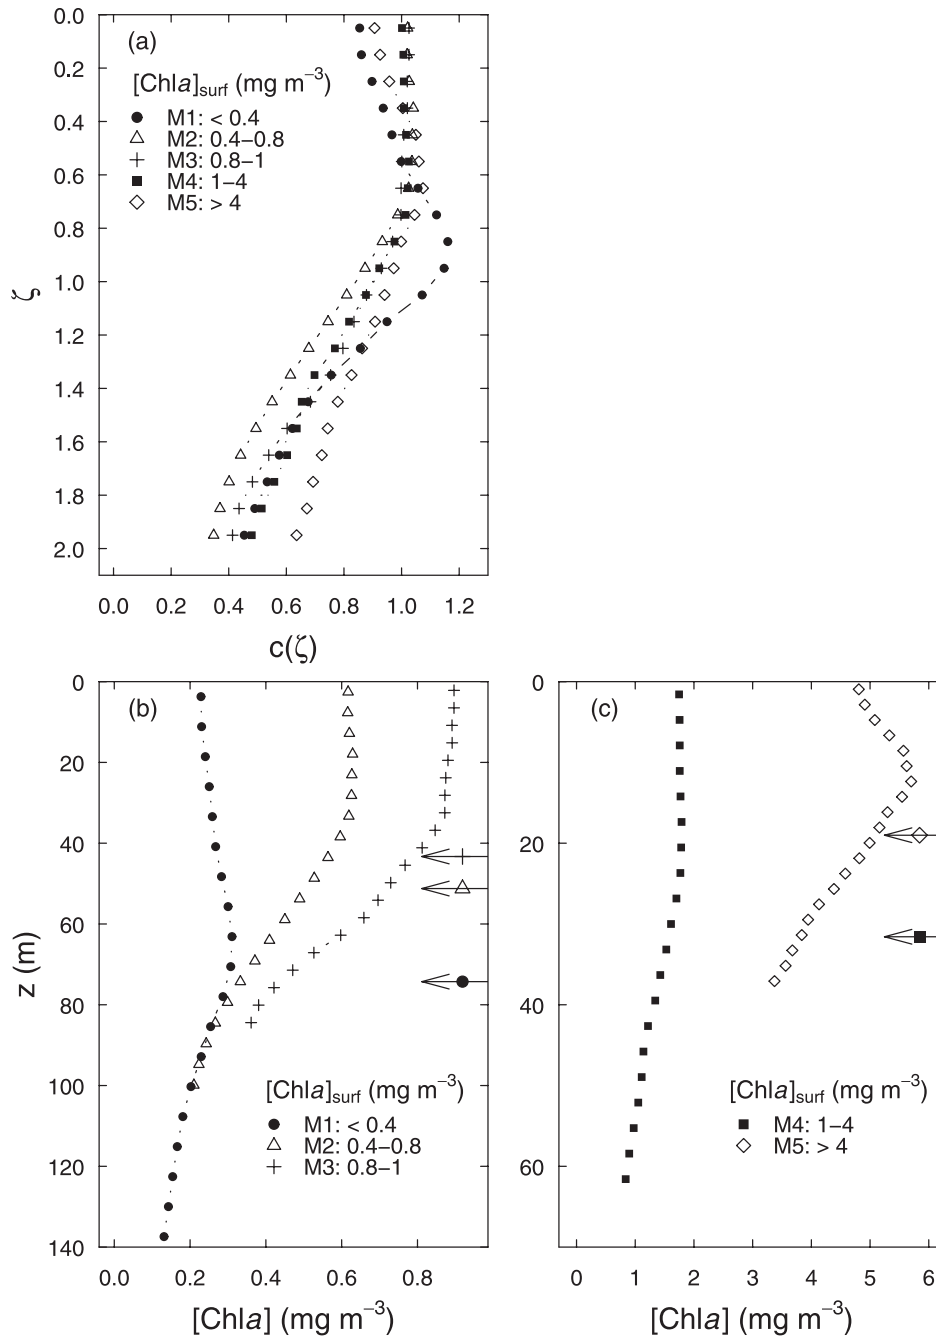 0.0
0.2
0.4
0.6
0.8
1.0
1.2
1.4
1.6
1.8
2.0
ζ
(a)
[Chla]surf (mg m−3)
M1: < 0.4
M2: 0.4−0.8
M3: 0.8−1
M4: 1−4
M5: > 4
0.0 0.2 0.4 0.6 0.8 1.0 1.2
c(ζ)
0
20
40
60
80
100
120
140
z (m)
(b)
[Chla]surf (mg m−3)
M1: < 0.4
M2: 0.4−0.8
M3: 0.8−1
0.0 0.2 0.4 0.6 0.8
[Chla] (mg m−3)
0
20
40
60
(c)
[Chla]surf (mg m−3)
M4: 1−4
M5: > 4
0 1 2 3 4 5 6
[Chla] (mg m−3)